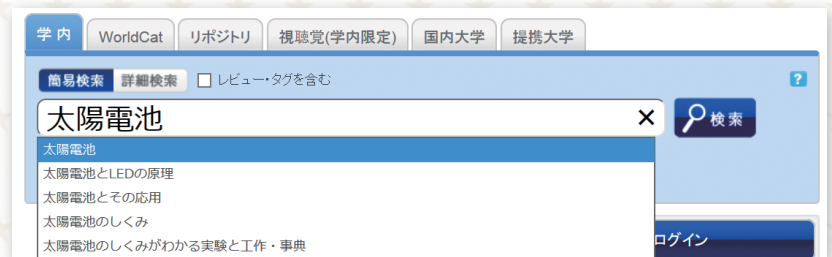 学内 WorldCat リポジトリ 視聴覚(学内限定) 国内大学 提携大学
簡易検索 詳細検索 レビュー・タグを含む ?
太陽電池 × 検索
太陽電池
太陽電池とLEDの原理
太陽電池とその応用
太陽電池のしくみ
太陽電池のしくみがわかる実験と工作・事典
ログイン